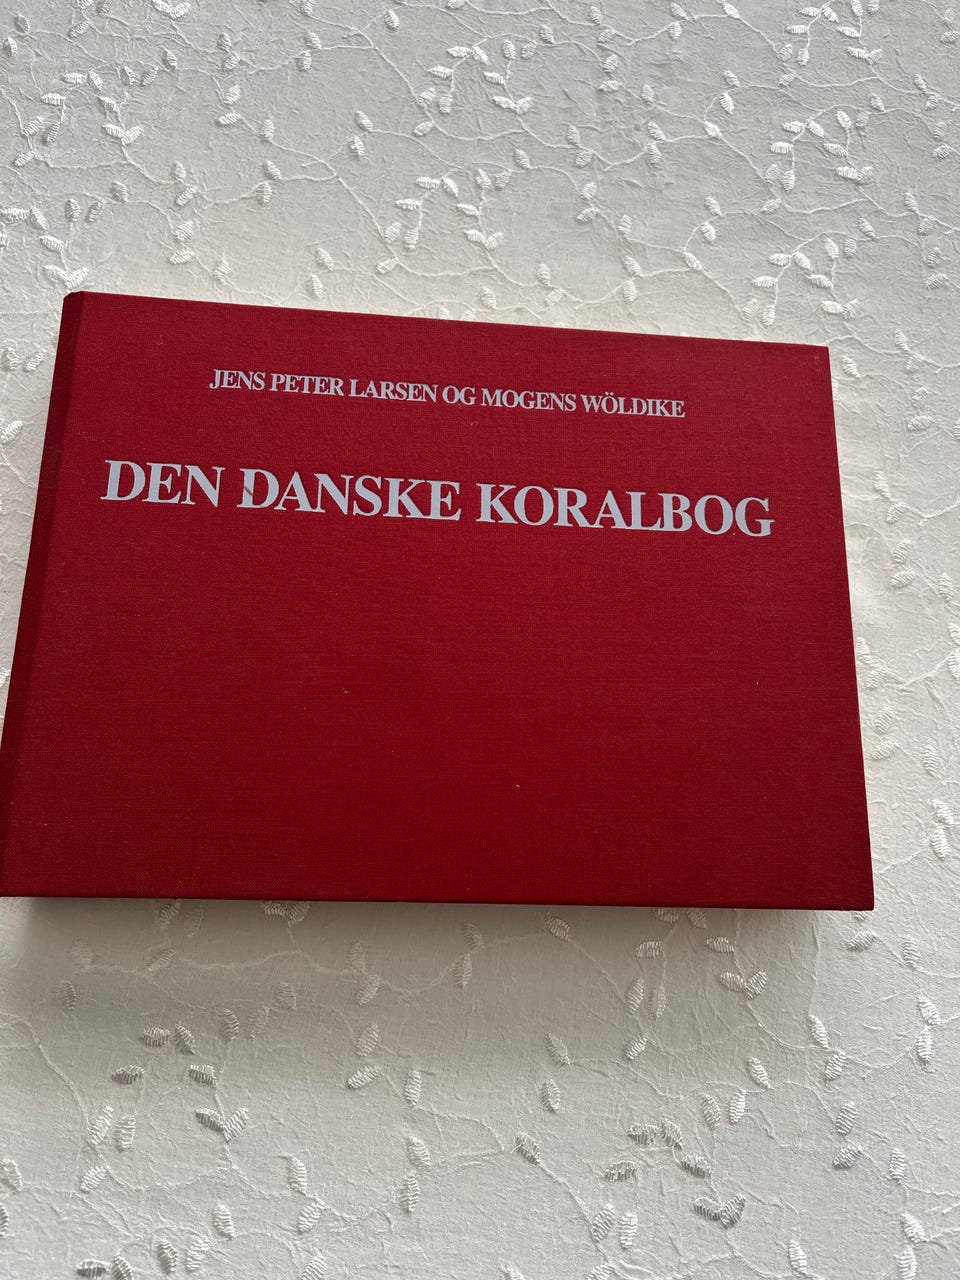 JENS PETER LARSEN OG MOGENS WÖLDIKE
DEN DANSKE KORALBOG